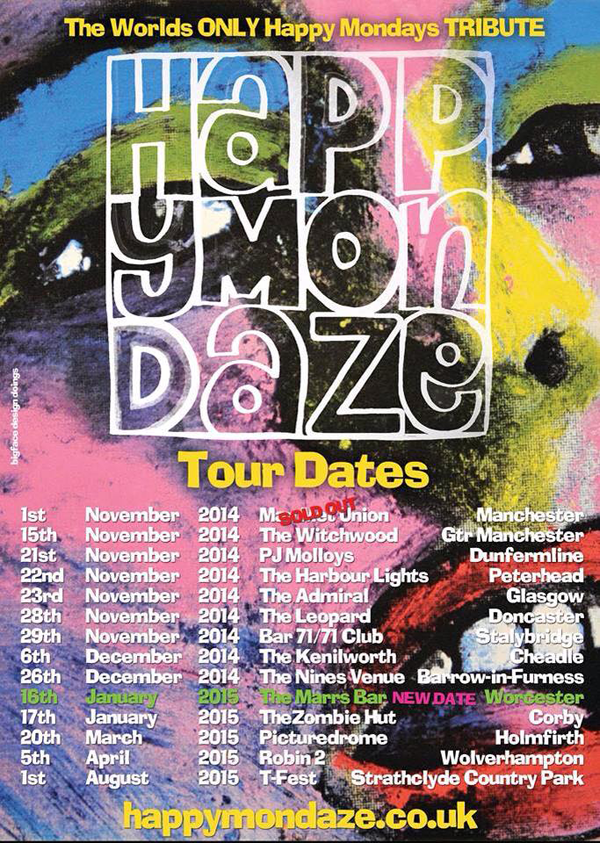 The Worlds ONLY Happy Mondays TRIBUTE
HaPP
yMOn
DaZe
bigface design doings
Tour Dates
1st November 2014 Union Manchester
SOLD OUT
15th November 2014 The Witchwood Gtr Manchester
21st November 2014 PJ Molloys Dunfermline
22nd November 2014 The Harbour Lights Peterhead
23rd November 2014 The Admiral Glasgow
28th November 2014 The Leopard Doncaster
29th November 2014 Bar 71/71 Club Stalybridge
6th December 2014 The Kenilworth Cheadle
26th December 2014 The Nines Venue Barrow-in-Furness
16th January 2015 The Marrs Bar NEW DATE Worcester
17th January 2015 TheZombie Hut Corby
20th March 2015 Picturedrome Holmfirth
5th April 2015 Robin 2 Wolverhampton
1st August 2015 T-Fest Strathclyde Country Park
happymondaze.co.uk